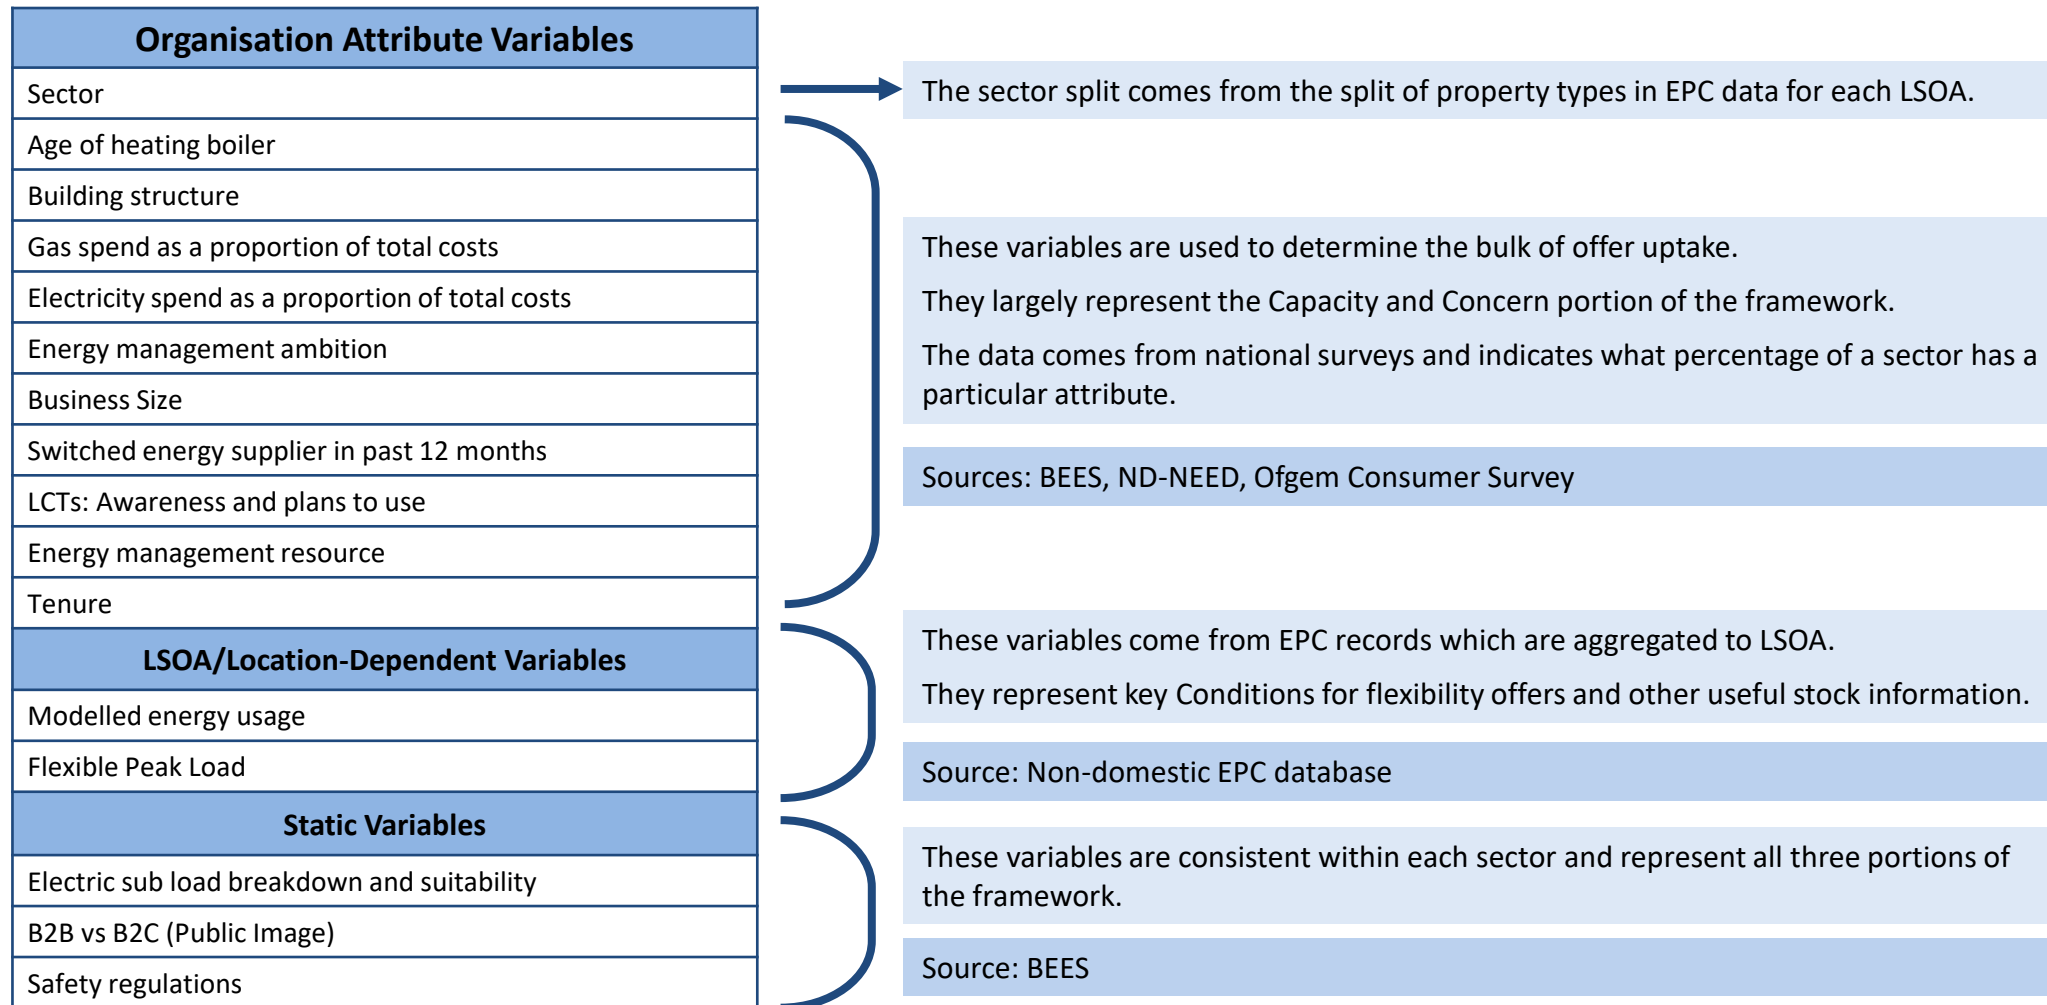 Organisation Attribute Variables
Sector
Age of heating boiler
Building structure
Gas spend as a proportion of total costs
Electricity spend as a proportion of total costs
Energy management ambition
Business Size
Switched energy supplier in past 12 months
LCTs: Awareness and plans to use
Energy management resource
Tenure
LSOA/Location-Dependent Variables
Modelled energy usage
Flexible Peak Load
Static Variables
Electric sub load breakdown and suitability
B2B vs B2C (Public Image)
Safety regulations
The sector split comes from the split of property types in EPC data for each LSOA.
These variables are used to determine the bulk of offer uptake.
They largely represent the Capacity and Concern portion of the framework.
The data comes from national surveys and indicates what percentage of a sector has a
particular attribute.
Sources: BEES, ND-NEED, Ofgem Consumer Survey
These variables come from EPC records which are aggregated to LSOA.
They represent key Conditions for flexibility offers and other useful stock information.
Source: Non-domestic EPC database
These variables are consistent within each sector and represent all three portions of
the framework.
Source: BEES